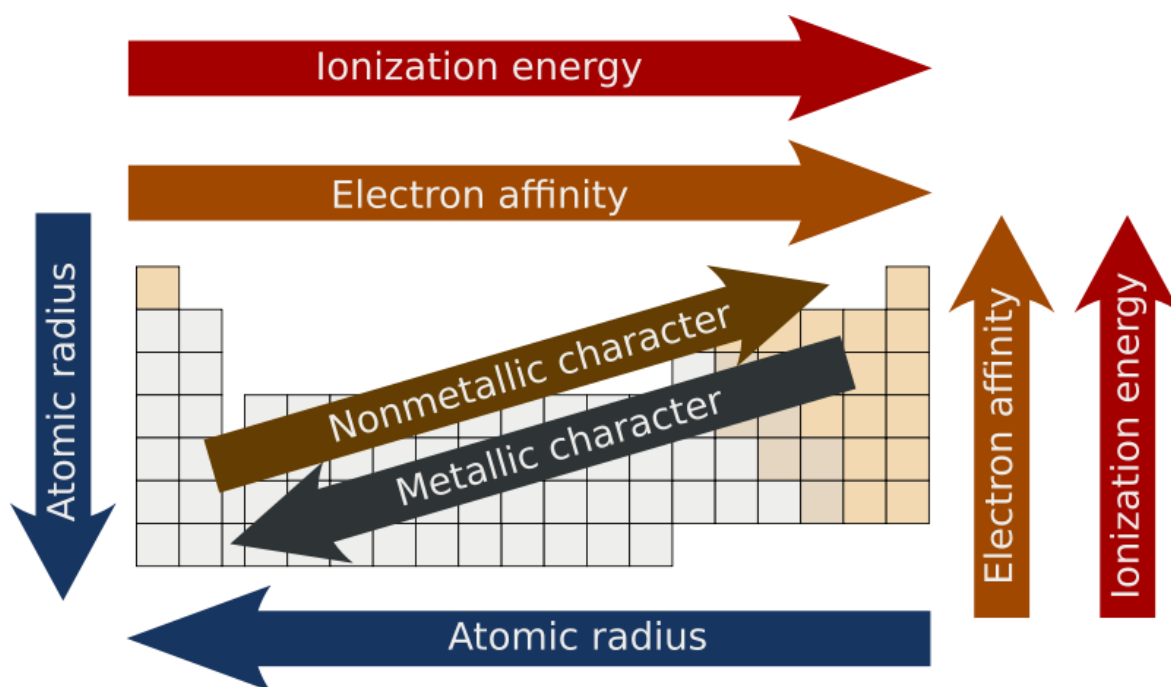 Ionization energy
Electron affinity
Atomic radius
Nonmetallic character
Metallic character
Electron affinity
Ionization energy
Atomic radius